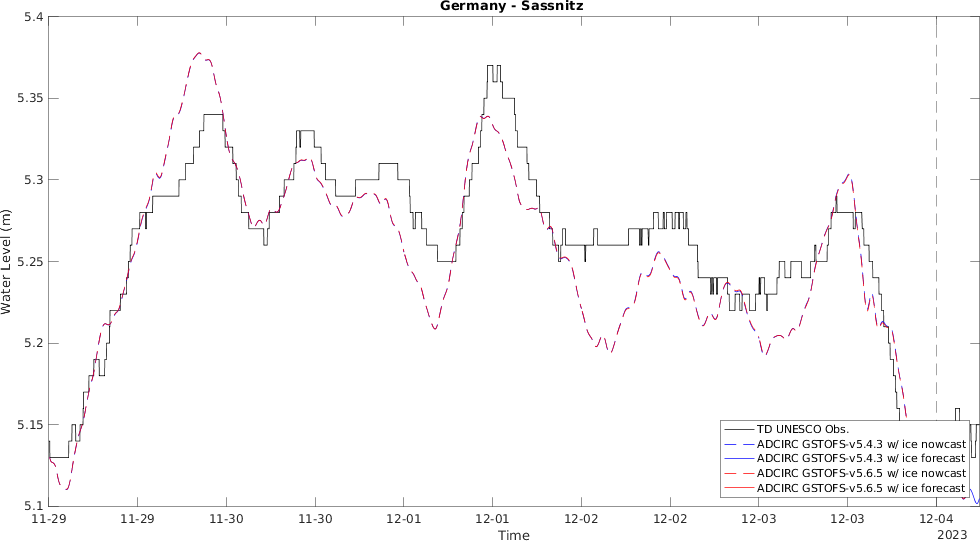 Germany - Sassnitz
5.4
5.35
5.3
5.25
5.2
5.15
5.1
Water Level (m)
11-29
11-29
11-30
11-30
12-01
12-01
12-02
12-02
12-03
12-03
12-04
2023
Time
TD UNESCO Obs.
ADCIRC GSTOFS-v5.4.3 w/ ice nowcast
ADCIRC GSTOFS-v5.4.3 w/ ice forecast
ADCIRC GSTOFS-v5.6.5 w/ ice nowcast
ADCIRC GSTOFS-v5.6.5 w/ ice forecast